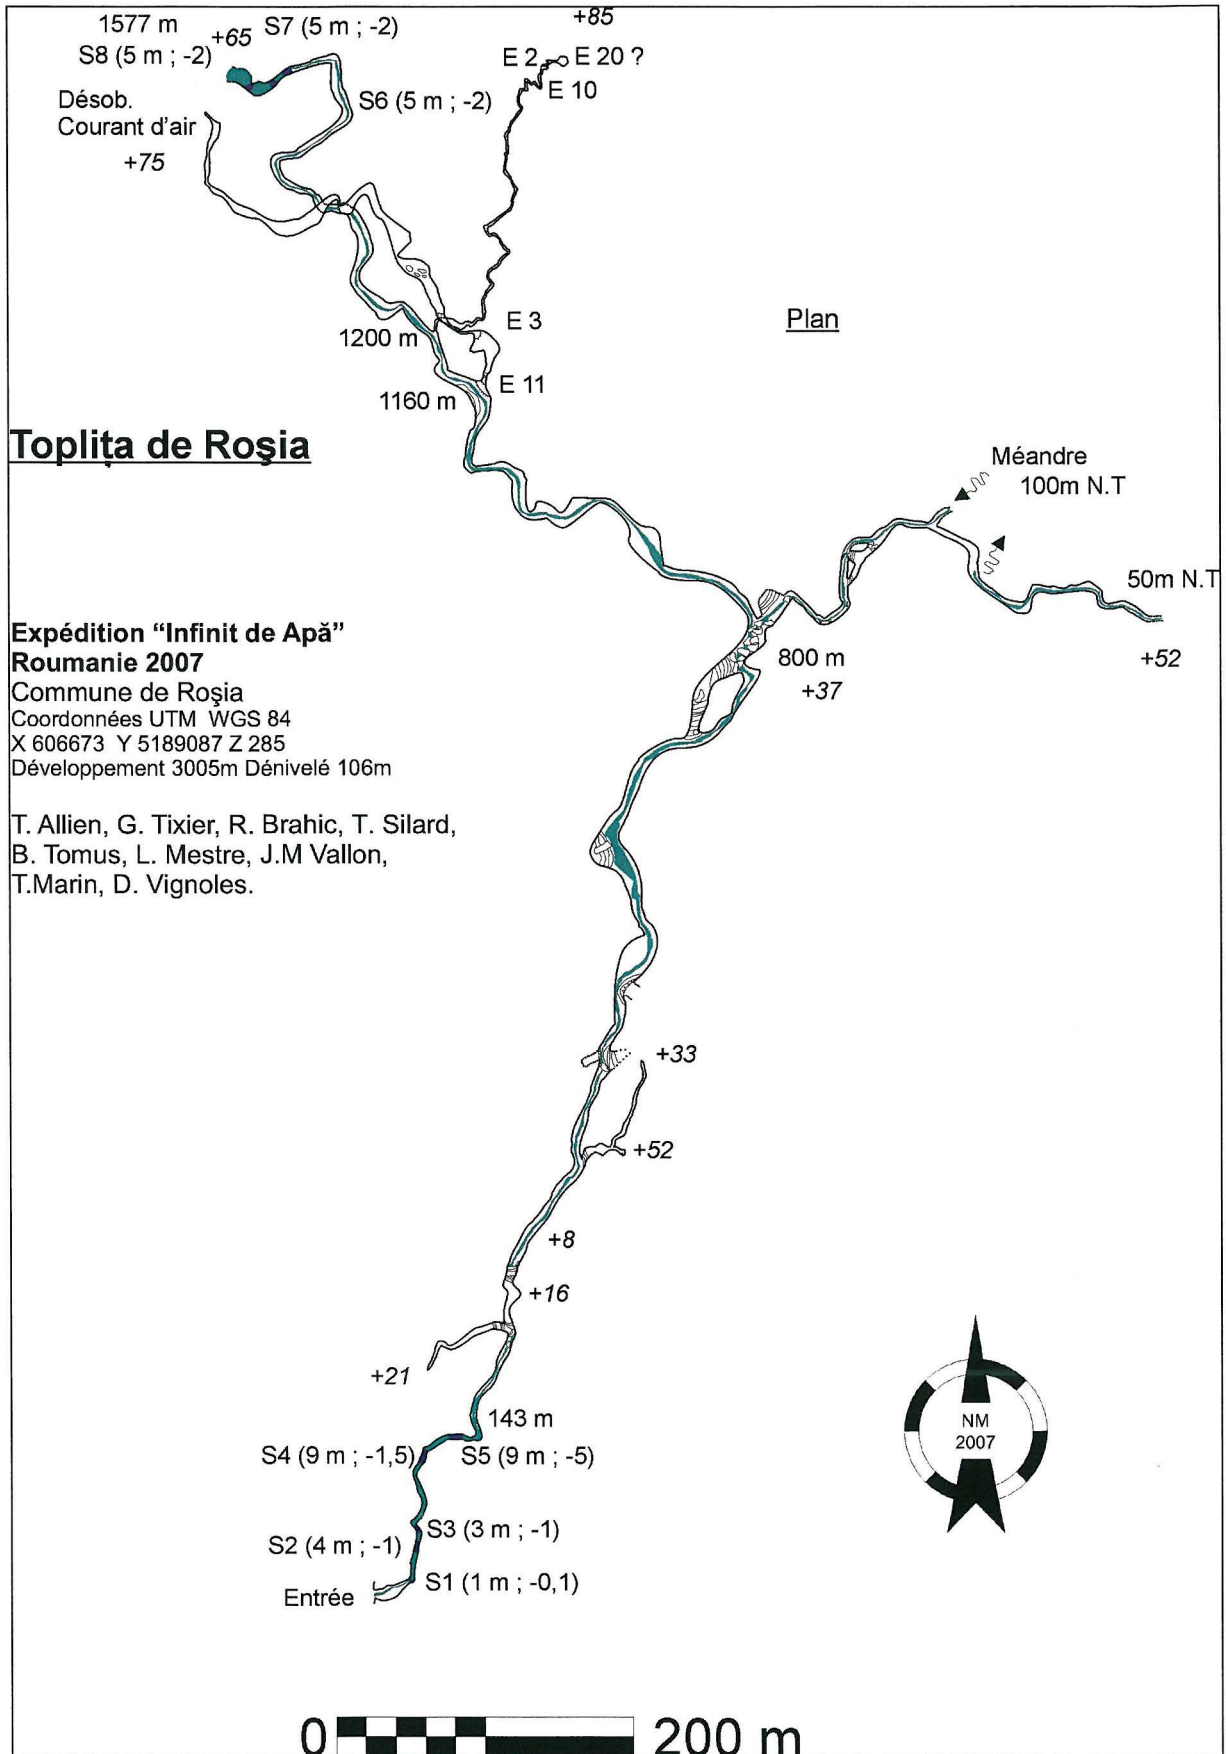 1577 m
+65
S7 (5 m ; -2)
+85
S8 (5 m ; -2)
E 2
E 20 ?
E 10
Désob.
Courant d'air
S6 (5 m ; -2)
+75
E 3
Plan
1200 m
E 11
1160 m
Topliţa de Roşia
Méandre
100m N.T
50m N.T
Expédition “Infinit de Apă”
Roumanie 2007
Commune de Roşia
Coordonnées UTM WGS 84
X 606673 Y 5189087 Z 285
Développement 3005m Dénivelé 106m
800 m
+37
+52
T. Allien, G. Tixier, R. Brahic, T. Silard,
B. Tomus, L. Mestre, J.M Vallon,
T.Marin, D. Vignoles.
+33
+52
+8
+16
+21
143 m
S4 (9 m ; -1,5)
S5 (9 m ; -5)
NM
2007
S3 (3 m ; -1)
S2 (4 m ; -1)
S1 (1 m ; -0,1)
Entrée
0 200 m